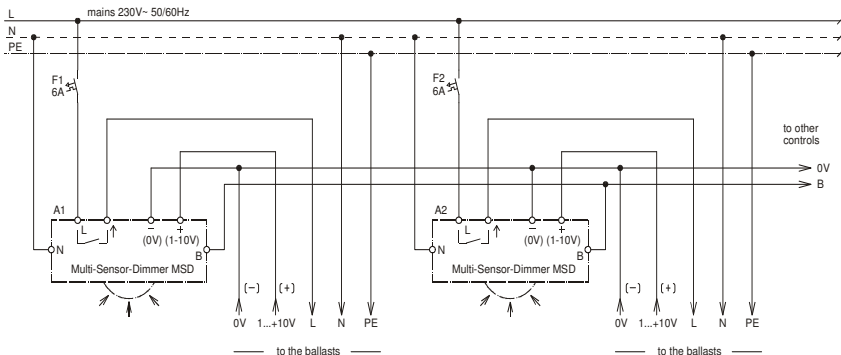 L mains 230V~ 50/60Hz
N
PE
F1
6A
F2
6A
to other
controls
0V
B
A1
L
− +
(0V) (1-10V)
N
B
Multi-Sensor-Dimmer MSD
A2
L
− +
(0V) (1-10V)
N
B
Multi-Sensor-Dimmer MSD
(−) (+)
0V 1...+10V L N PE
to the ballasts
(−) (+)
0V 1...+10V L N PE
to the ballasts